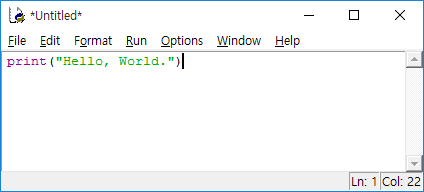 *Untitled*
File Edit Format Run Options Window Help
print("Hello, World.")
Ln: 1 Col: 22